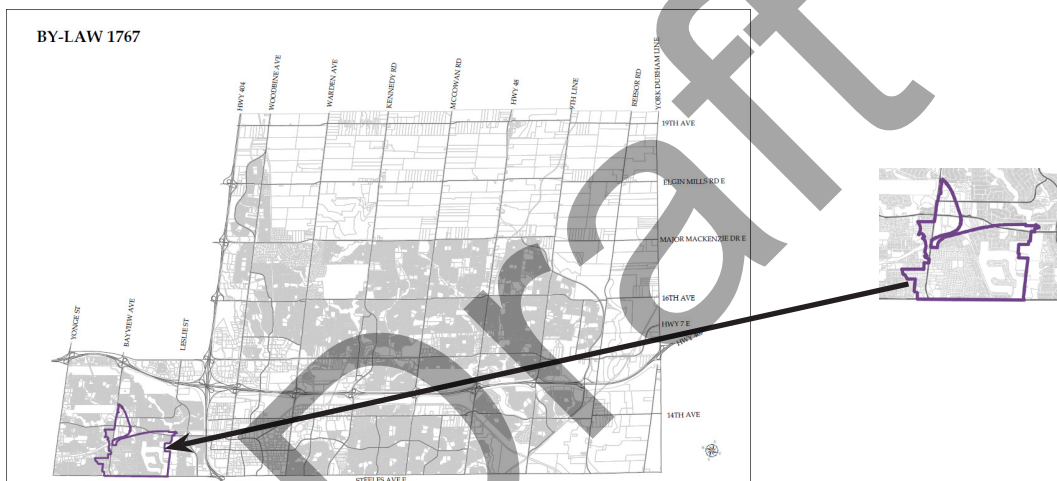 BY-LAW 1767
HWY 404
WOODBINE AVE
WARDEN AVE
KENNEDY RD
MCCOWAN RD
HWY 48
9TH LINE
REESOR RD
YORK-DURHAM LINE
19TH AVE
ELGIN MILLS RD E
MAJOR MACKENZIE DR E
16TH AVE
HWY 7 E
YONGE ST
BAYVIEW AVE
LESLIE ST
14TH AVE
STEELES AVE E
Draft